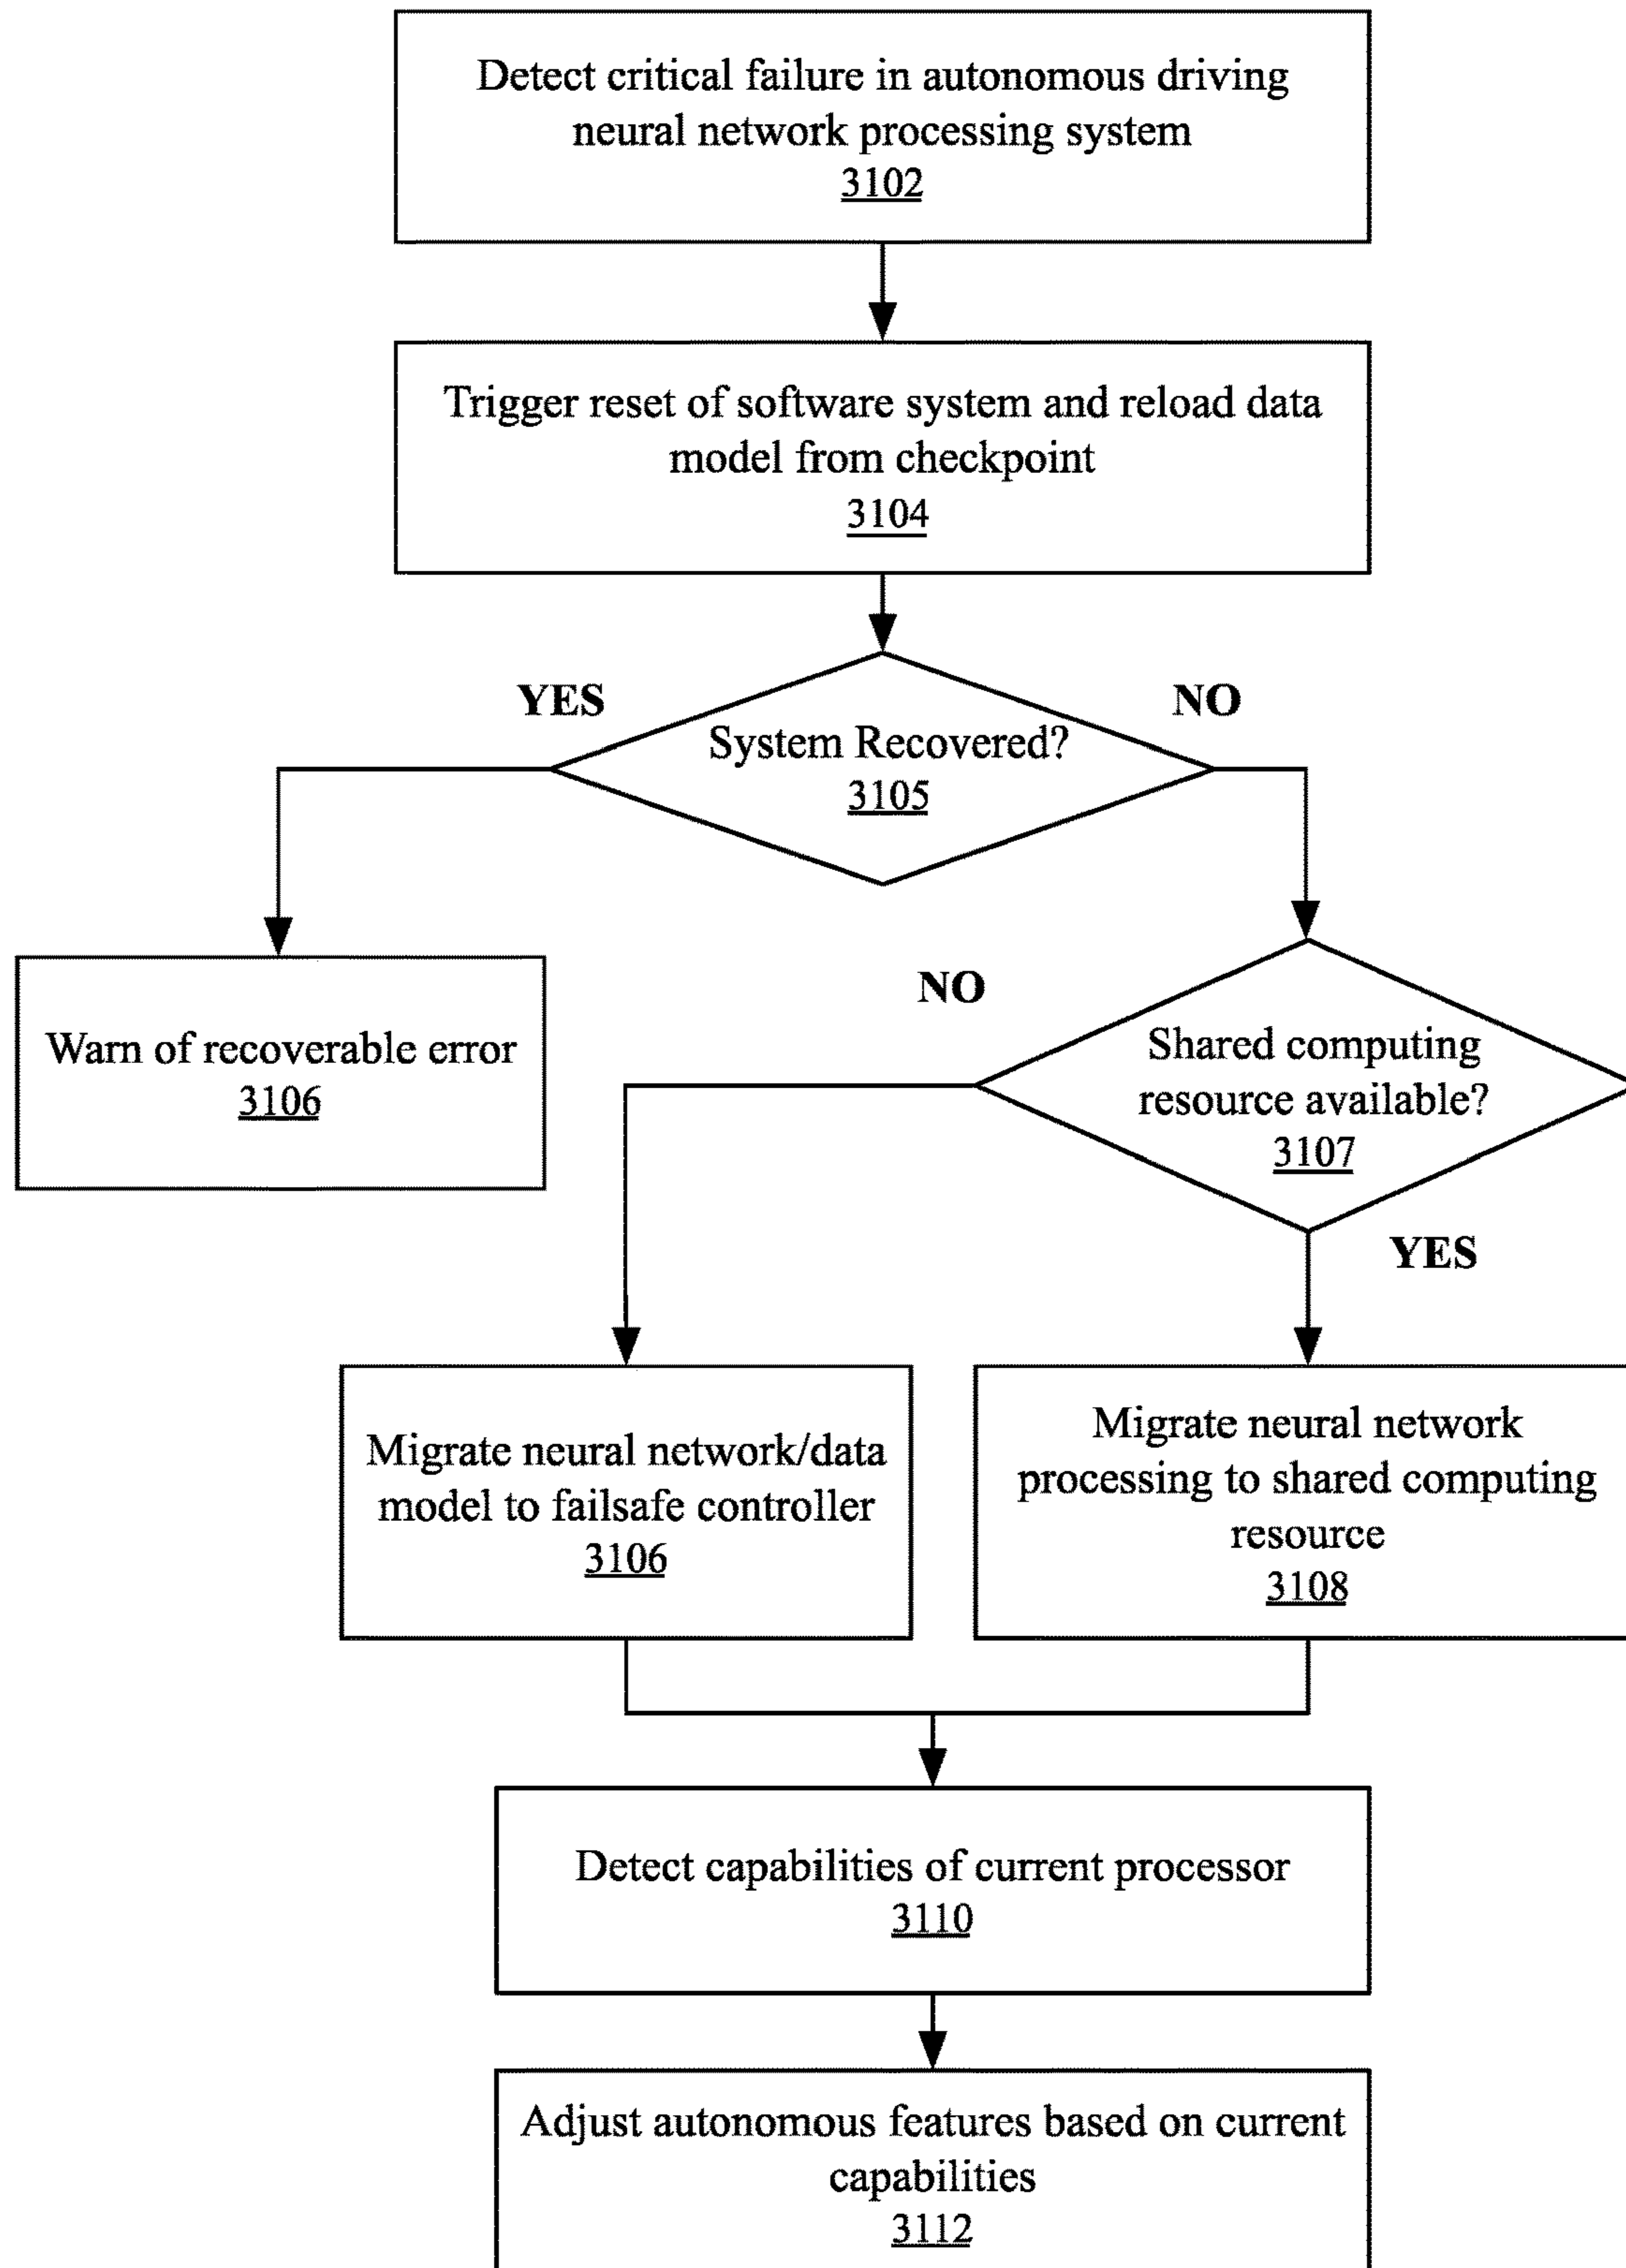 Detect critical failure in autonomous driving
neural network processing system
3102
Trigger reset of software system and reload data
model from checkpoint
3104
YES
NO
System Recovered?
3105
Warn of recoverable error
3106
NO
Shared computing
resource available?
3107
YES
Migrate neural network/data
model to failsafe controller
3106
Migrate neural network
processing to shared computing
resource
3108
Detect capabilities of current processor
3110
Adjust autonomous features based on current
capabilities
3112